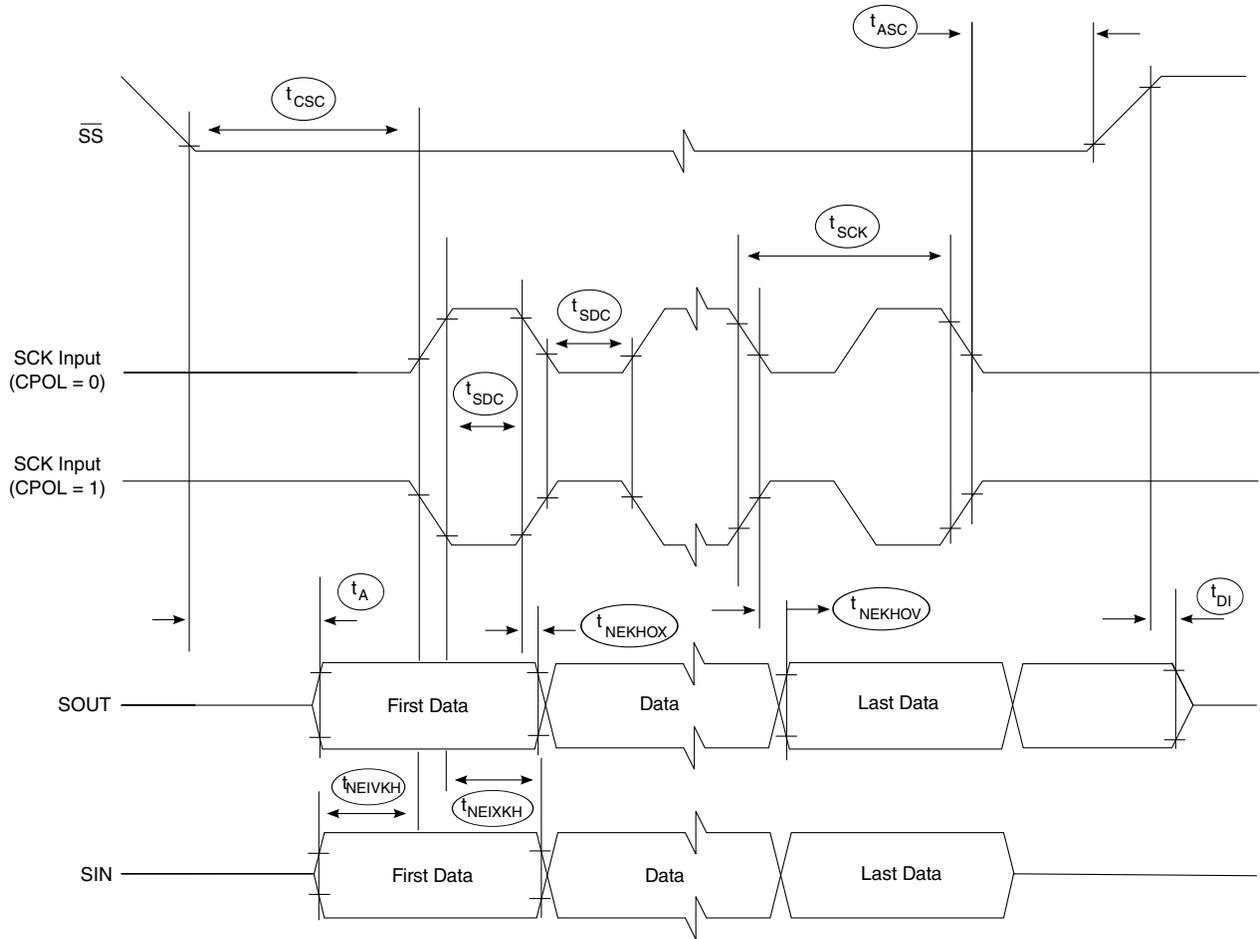 tASC
tCSC
SS
tSCK
tSDC
SCK Input
(CPOL = 0)
tSDC
SCK Input
(CPOL = 1)
tA
tDI
tNEKHOX
tNEKHOV
SOUT
First Data
Data
Last Data
tNEIVKH
tNEIXKH
SIN
First Data
Data
Last Data